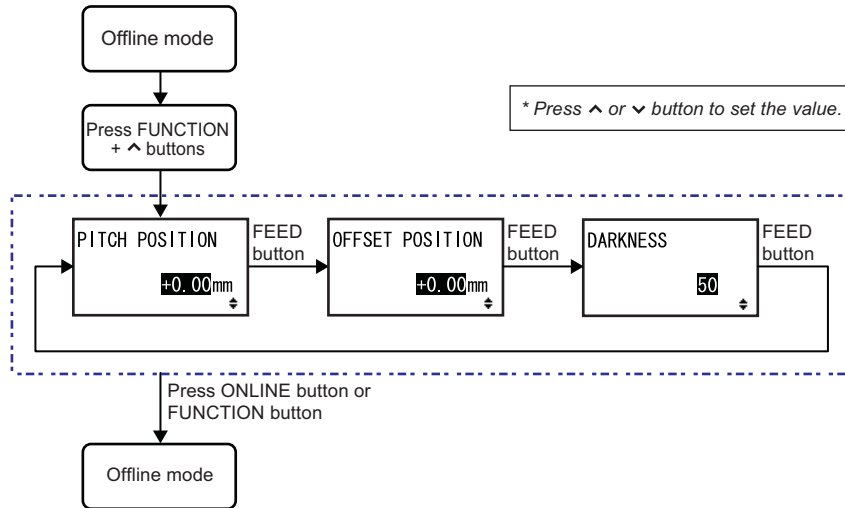 Offline mode
* Press ^ or v button to set the value.
Press FUNCTION
+ ^ buttons
PITCH POSITION
+0.00mm
FEED
button
OFFSET POSITION
+0.00mm
FEED
button
DARKNESS
50
FEED
button
Press ONLINE button or
FUNCTION button
Offline mode